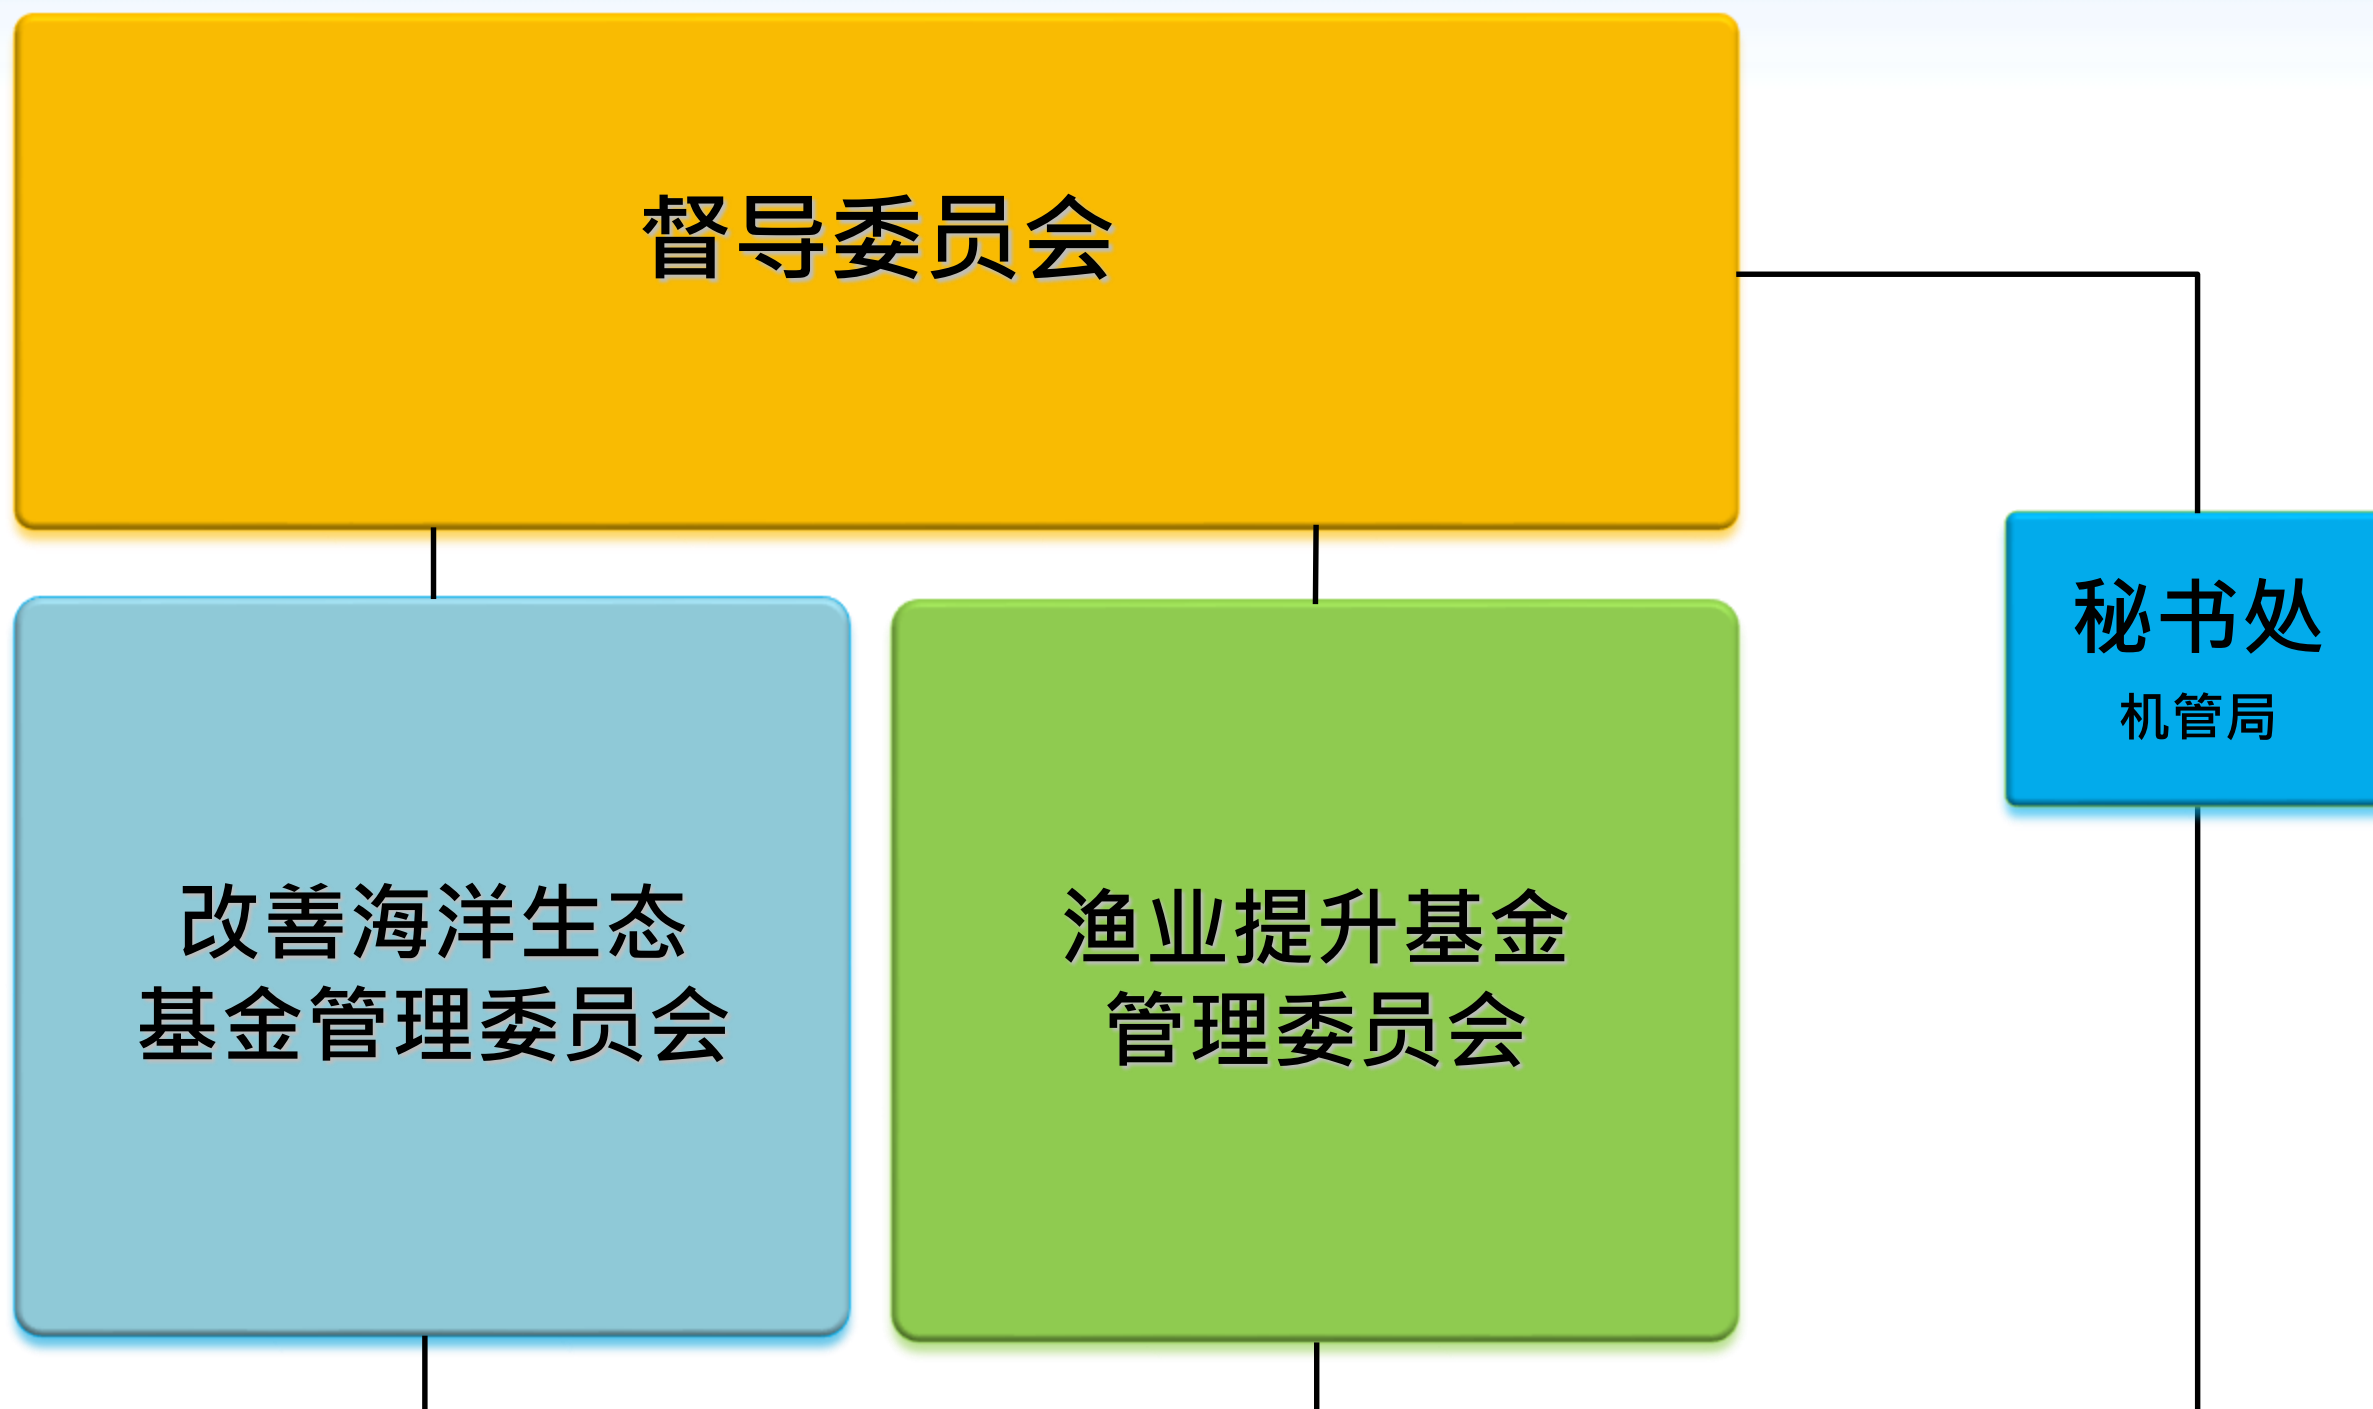 督导委员会
秘书处
机管局
改善海洋生态
基金管理委员会
渔业提升基金
管理委员会